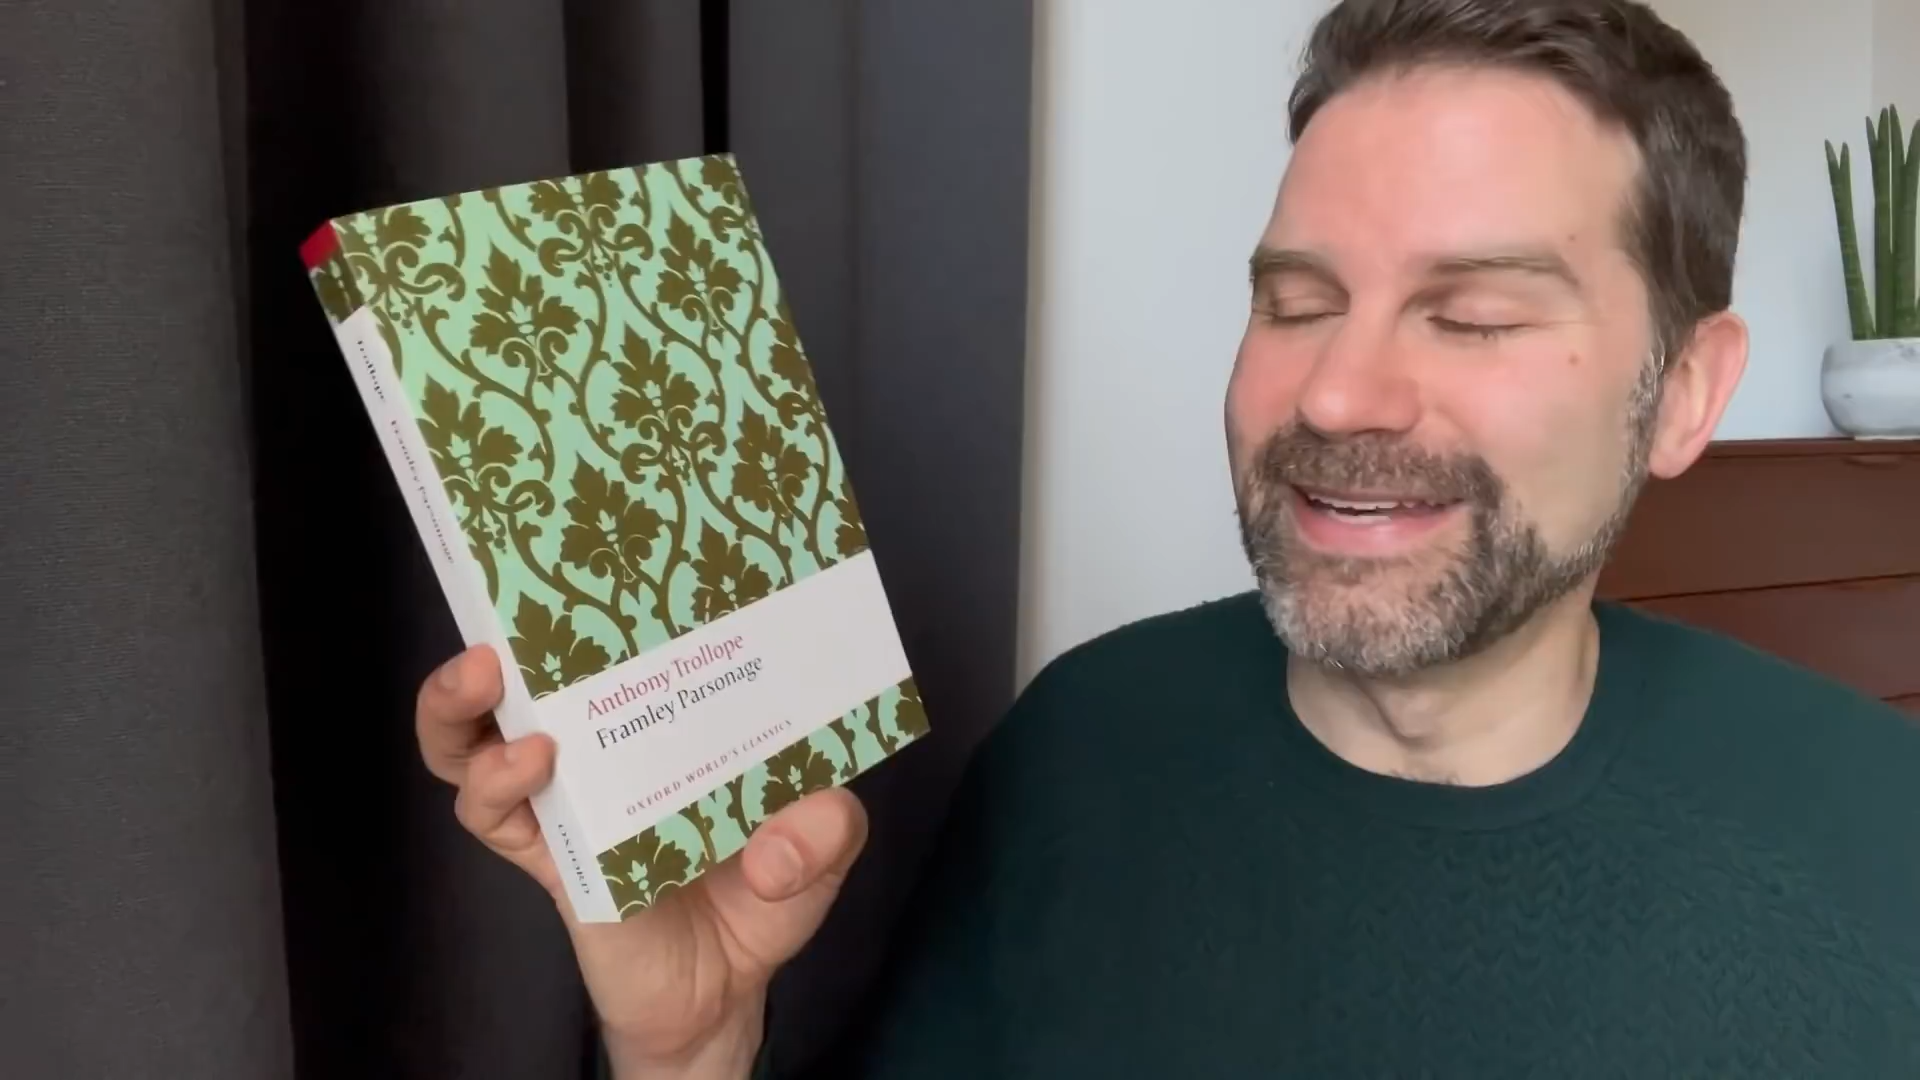 Trollope Framley Parsonage
OXFORD
Anthony Trollope
Framley Parsonage
OXFORD WORLD'S CLASSICS